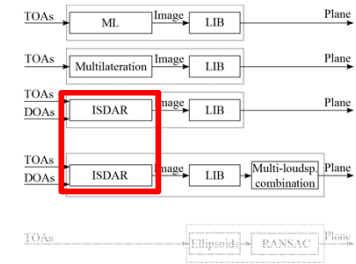 TOAs ML Image LIB Plane
TOAs Multilateration Image LIB Plane
TOAs
DOAs ISDAR Image LIB Plane
TOAs
DOAs ISDAR Image LIB Multi-loudsp. combination Plane
TOAs Ellipsoids RANSAC Plane